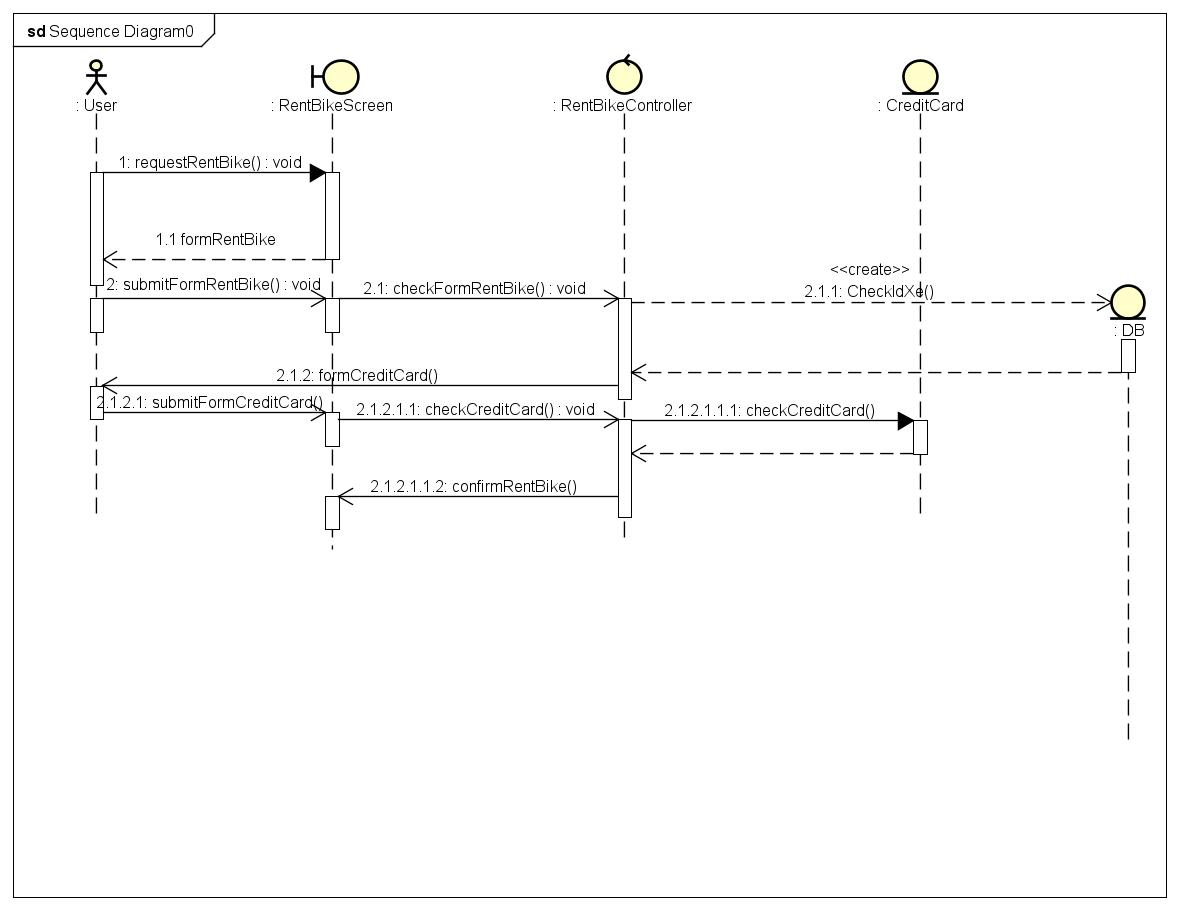 sd Sequence Diagram0
: User
: RentBikeScreen
: RentBikeController
: CreditCard
1: requestRentBike() : void
1.1 formRentBike
2: submitFormRentBike() : void
2.1: checkFormRentBike() : void
<<create>>
2.1.1: CheckIdXe()
: DB
2.1.2: formCreditCard()
2.1.2.1: submitFormCreditCard()
2.1.2.1.1: checkCreditCard() : void
2.1.2.1.1.1: checkCreditCard()
2.1.2.1.1.2: confirmRentBike()